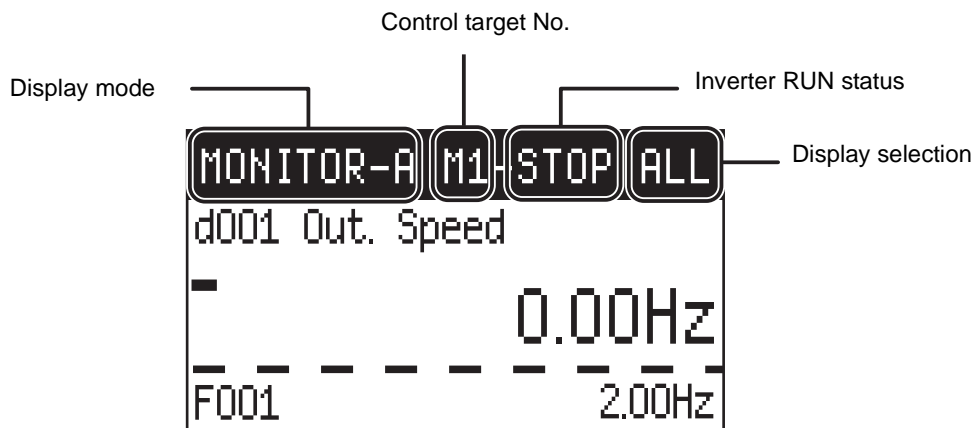 Control target No.
Display mode
Inverter RUN status
MONITOR-A M1-STOP ALL
Display selection
d001 Out. Speed
0.00Hz
F001 2.00Hz